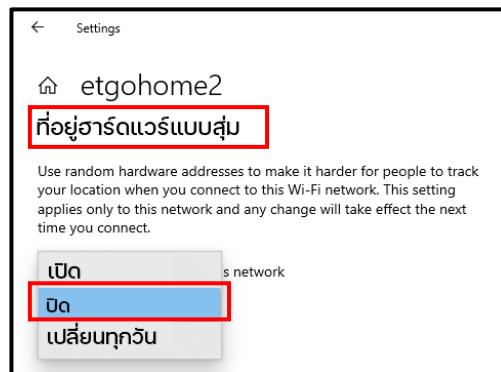 Settings
etgohome2
ที่อยู่ฮาร์ดแวร์แบบสุ่ม
Use random hardware addresses to make it harder for people to track
your location when you connect to this Wi-Fi network. This setting
applies only to this network and any change will take effect the next
time you connect.
เปิด
s network
ปิด
เปลี่ยนทุกวัน